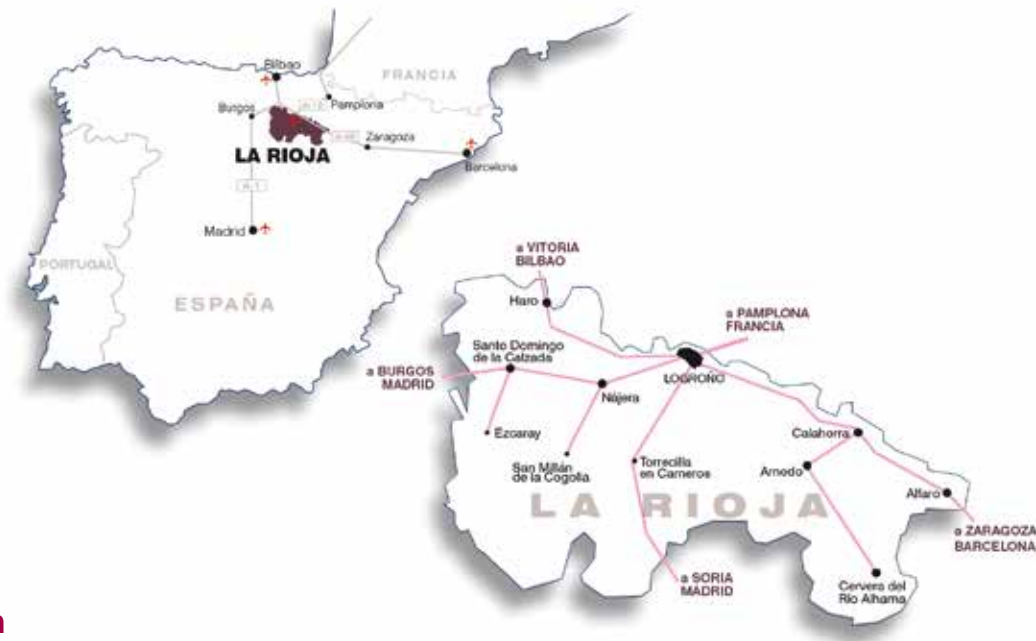 Bilbao
FRANCIA
Burgos
Pamplona
Zaragoza
LA RIOJA
Barcelona
A-1
Madrid
PORTUGAL
ESPAÑA
a VITORIA
BILBAO
Haro
a PAMPLONA
FRANCIA
Santo Domingo
de la Calzada
a BURGOS
MADRID
LOGROÑO
Nájera
Ezcaray
Calahorra
San Millán
de la Cogolla
Torrecilla
en Cameros
Arnedo
Alfaro
LA RIOJA
a ZARAGOZA
BARCELONA
a SORIA
MADRID
Cervera del
Río Alhama